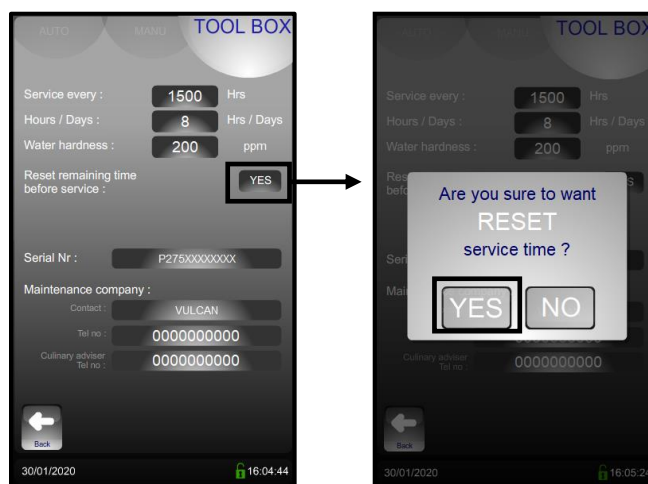 AUTO MANU TOOL BOX
Service every : 1500 Hrs
Hours / Days : 8 Hrs / Days
Water hardness : 200 ppm
Reset remaining time
before service : YES
Serial Nr : P275XXXXXXX
Maintenance company :
Contact : VULCAN
Tel no : 0000000000
Culinary adviser
Tel no : 0000000000
Back
30/01/2020 16:04:44
AUTO MANU TOOL BOX
Service every : 1500 Hrs
Hours / Days : 8 Hrs / Days
Water hardness : 200 ppm
Are you sure to want
RESET
service time ?
YES NO
Culinary adviser
Tel no : 0000000000
Back
30/01/2020 16:05:24